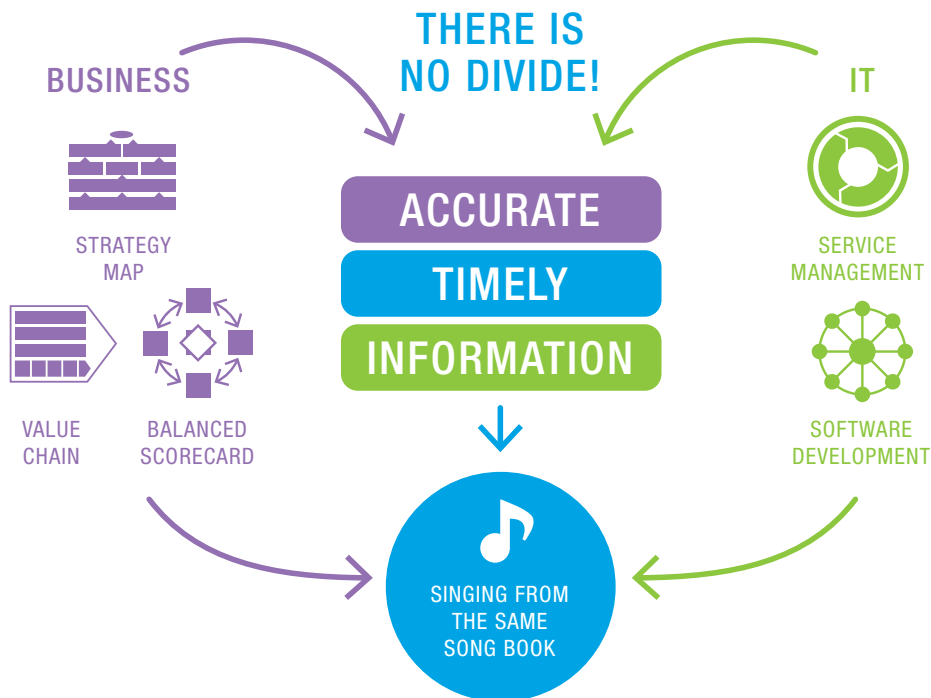 THERE IS
NO DIVIDE!
BUSINESS
STRATEGY
MAP
VALUE
CHAIN
BALANCED
SCORECARD
ACCURATE
TIMELY
INFORMATION
IT
SERVICE
MANAGEMENT
SOFTWARE
DEVELOPMENT
SINGING FROM
THE SAME
SONG BOOK